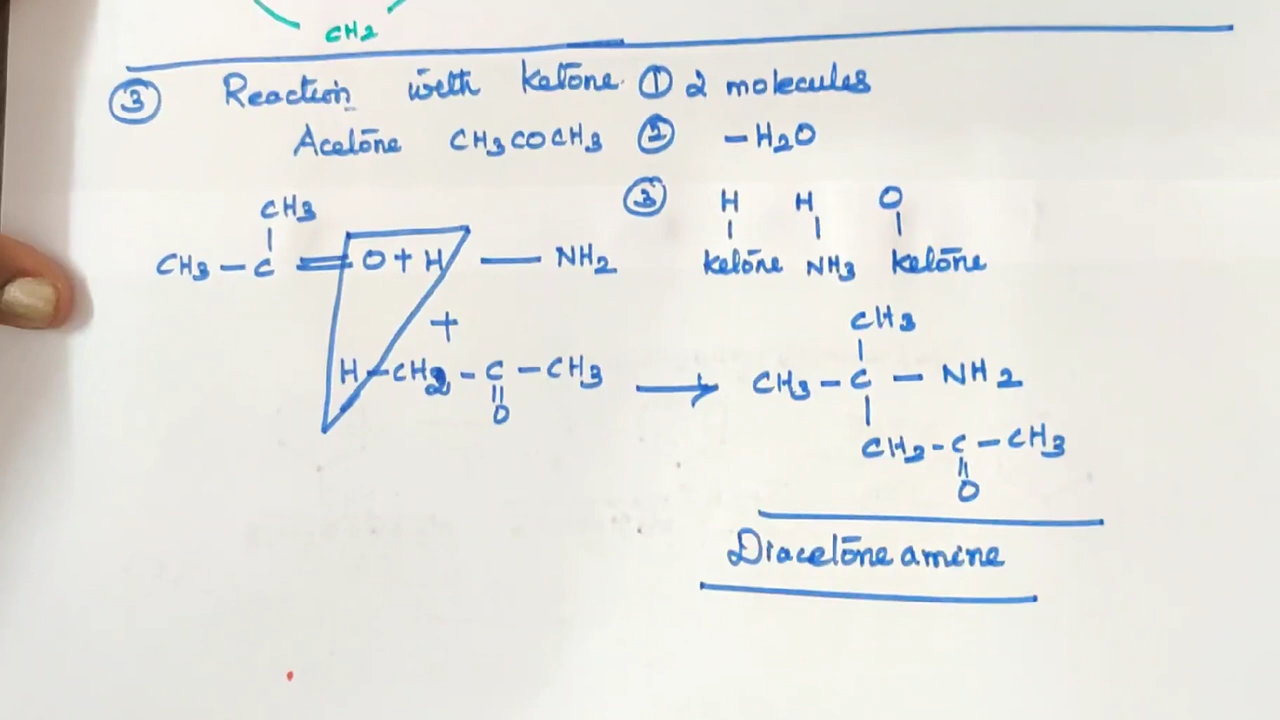 CH2
③ Reaction with ketone. ① 2 molecules
Acetone CH3COCH3 ② - H2O
③ H H O
ketone NH3 ketone
CH3
CH3 - C = O + H - NH2
+
H - CH2 - C - CH3
O
CH3
CH3 - C - NH2
CH2 - C - CH3
O
Diacetone amine